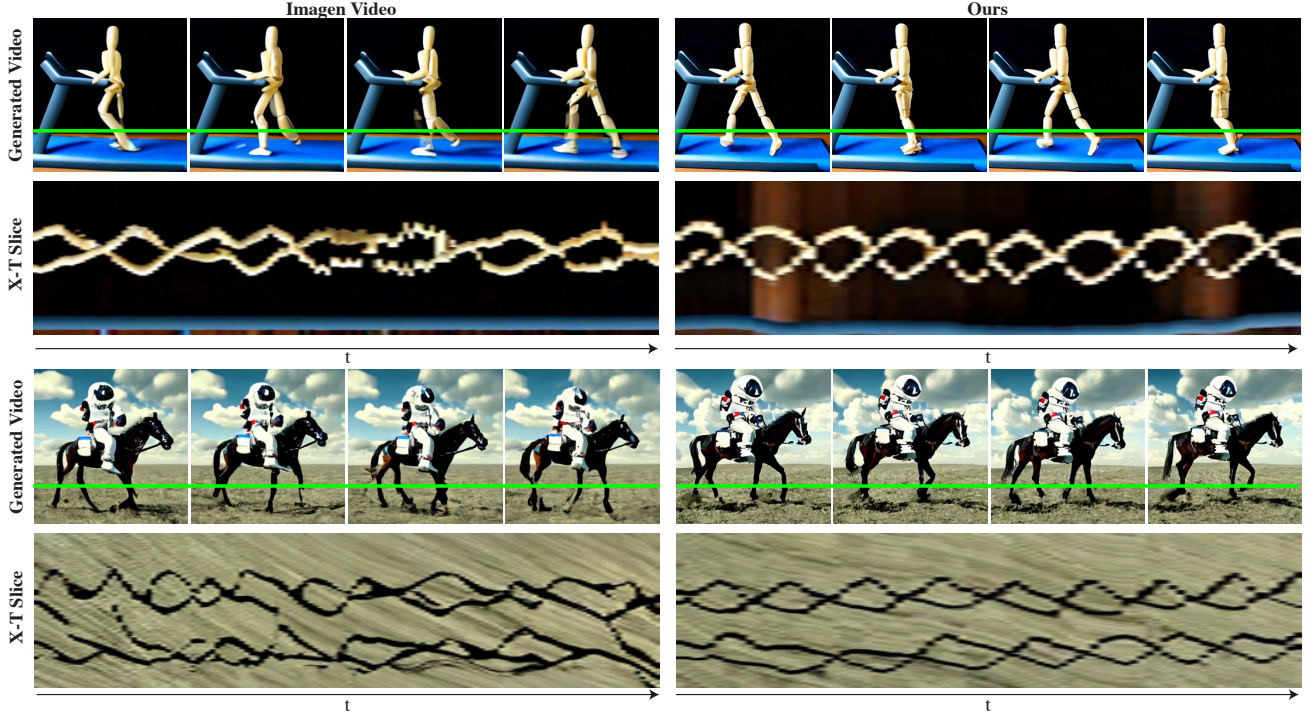 Imagen Video
Ours
Generated Video
X-T Slice
t
t
Generated Video
X-T Slice
t
t